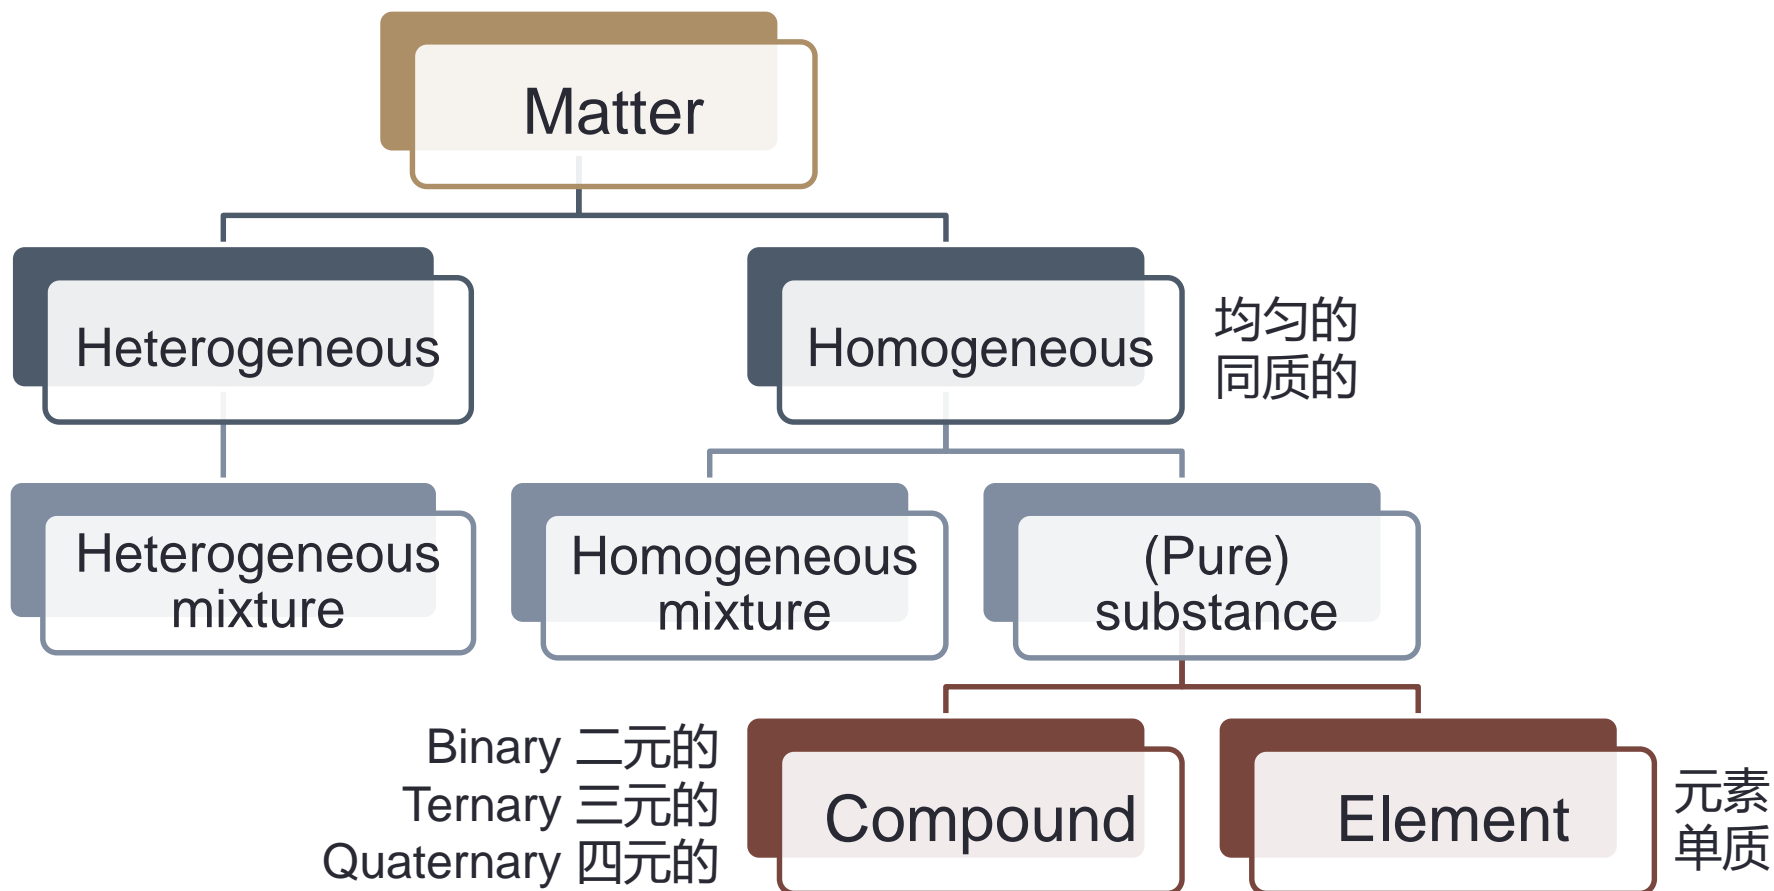 Matter
Heterogeneous
Homogeneous
均匀的
同质的
Heterogeneous
mixture
Homogeneous
mixture
(Pure)
substance
Binary 二元的
Ternary 三元的
Quaternary 四元的
Compound
Element
元素
单质